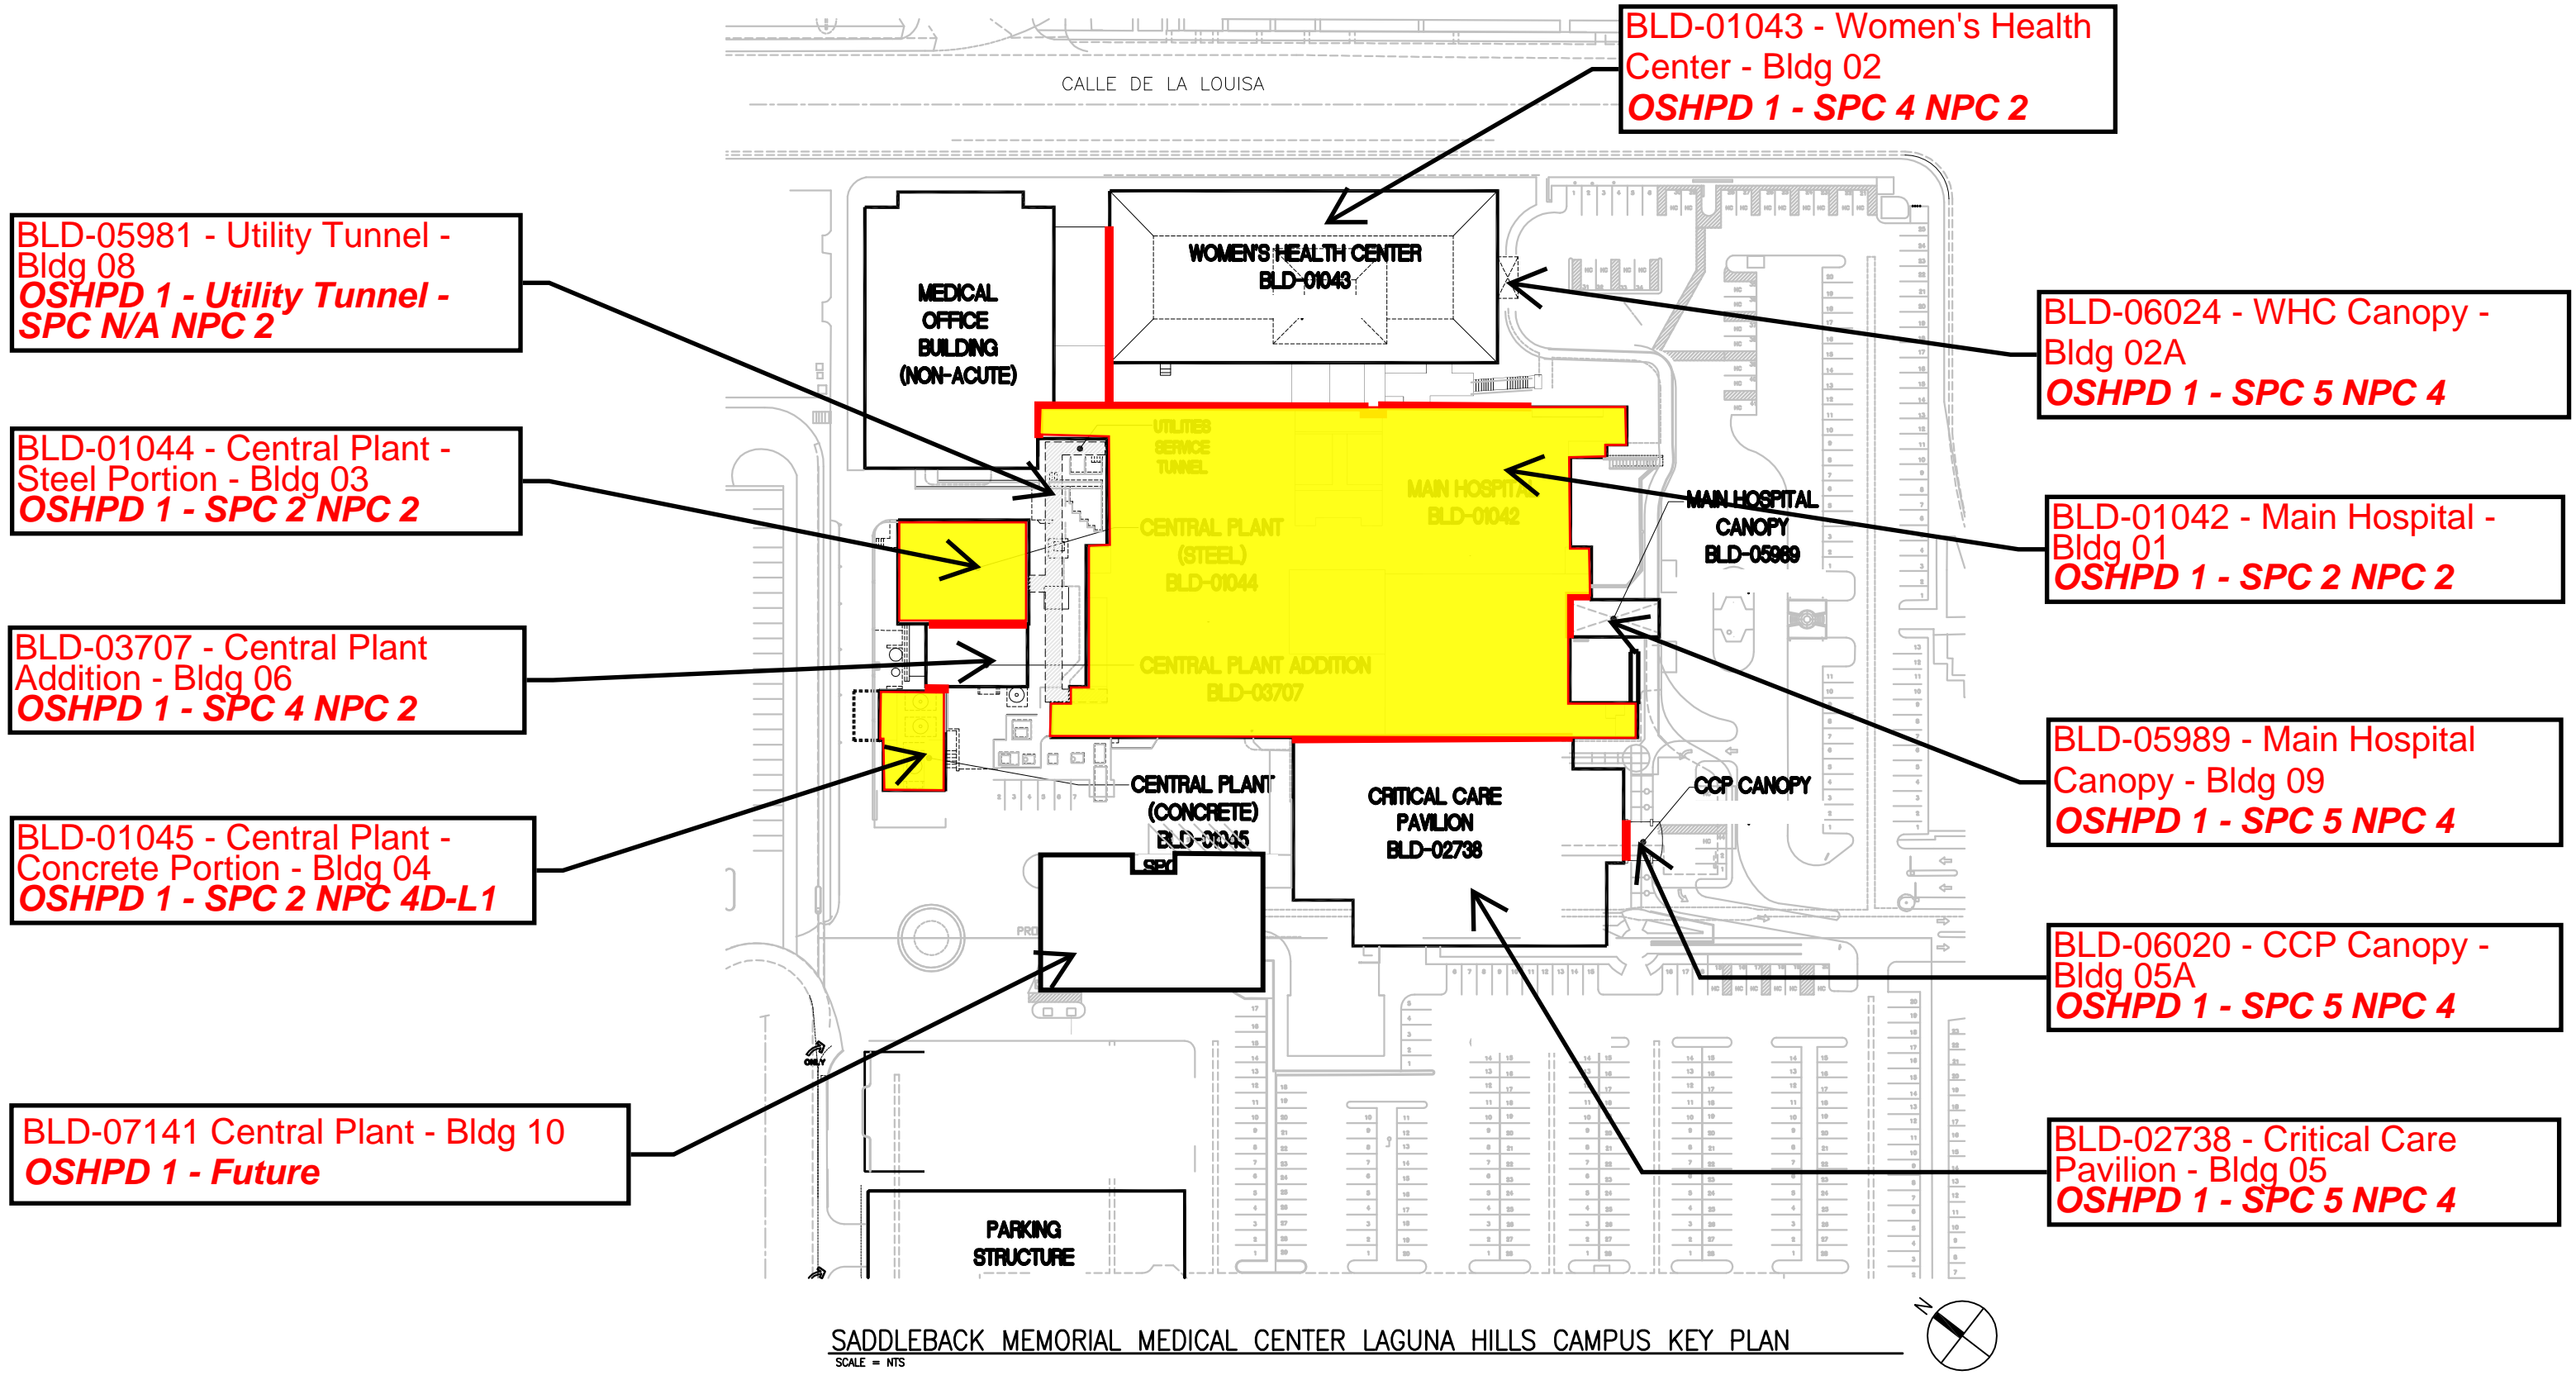 BLD-01043 - Women's Health
Center - Bldg 02
OSHPD 1 - SPC 4 NPC 2
CALLE DE LA LOUISA
BLD-05981 - Utility Tunnel -
Bldg 08
OSHPD 1 - Utility Tunnel -
SPC N/A NPC 2
BLD-01044 - Central Plant -
Steel Portion - Bldg 03
OSHPD 1 - SPC 2 NPC 2
BLD-03707 - Central Plant
Addition - Bldg 06
OSHPD 1 - SPC 4 NPC 2
BLD-01045 - Central Plant -
Concrete Portion - Bldg 04
OSHPD 1 - SPC 2 NPC 4D-L1
BLD-07141 Central Plant - Bldg 10
OSHPD 1 - Future
MEDICAL
OFFICE
BUILDING
(NON-ACUTE)
WOMEN'S HEALTH CENTER
BLD-01043
UTILITIES
SERVICE
TUNNEL
MAIN HOSPITAL
BLD-01042
CENTRAL PLANT
(STEEL)
BLD-01044
CENTRAL PLANT ADDITION
BLD-03707
MAIN HOSPITAL
CANOPY
BLD-05989
CENTRAL PLANT
(CONCRETE)
BLD-01045
SPC
CRITICAL CARE
PAVILION
BLD-02738
CCP CANOPY
PRO
ONLY
PARKING
STRUCTURE
BLD-06024 - WHC Canopy -
Bldg 02A
OSHPD 1 - SPC 5 NPC 4
BLD-01042 - Main Hospital -
Bldg 01
OSHPD 1 - SPC 2 NPC 2
BLD-05989 - Main Hospital
Canopy - Bldg 09
OSHPD 1 - SPC 5 NPC 4
BLD-06020 - CCP Canopy -
Bldg 05A
OSHPD 1 - SPC 5 NPC 4
BLD-02738 - Critical Care
Pavilion - Bldg 05
OSHPD 1 - SPC 5 NPC 4
SADDLEBACK MEMORIAL MEDICAL CENTER LAGUNA HILLS CAMPUS KEY PLAN
SCALE = NTS
N